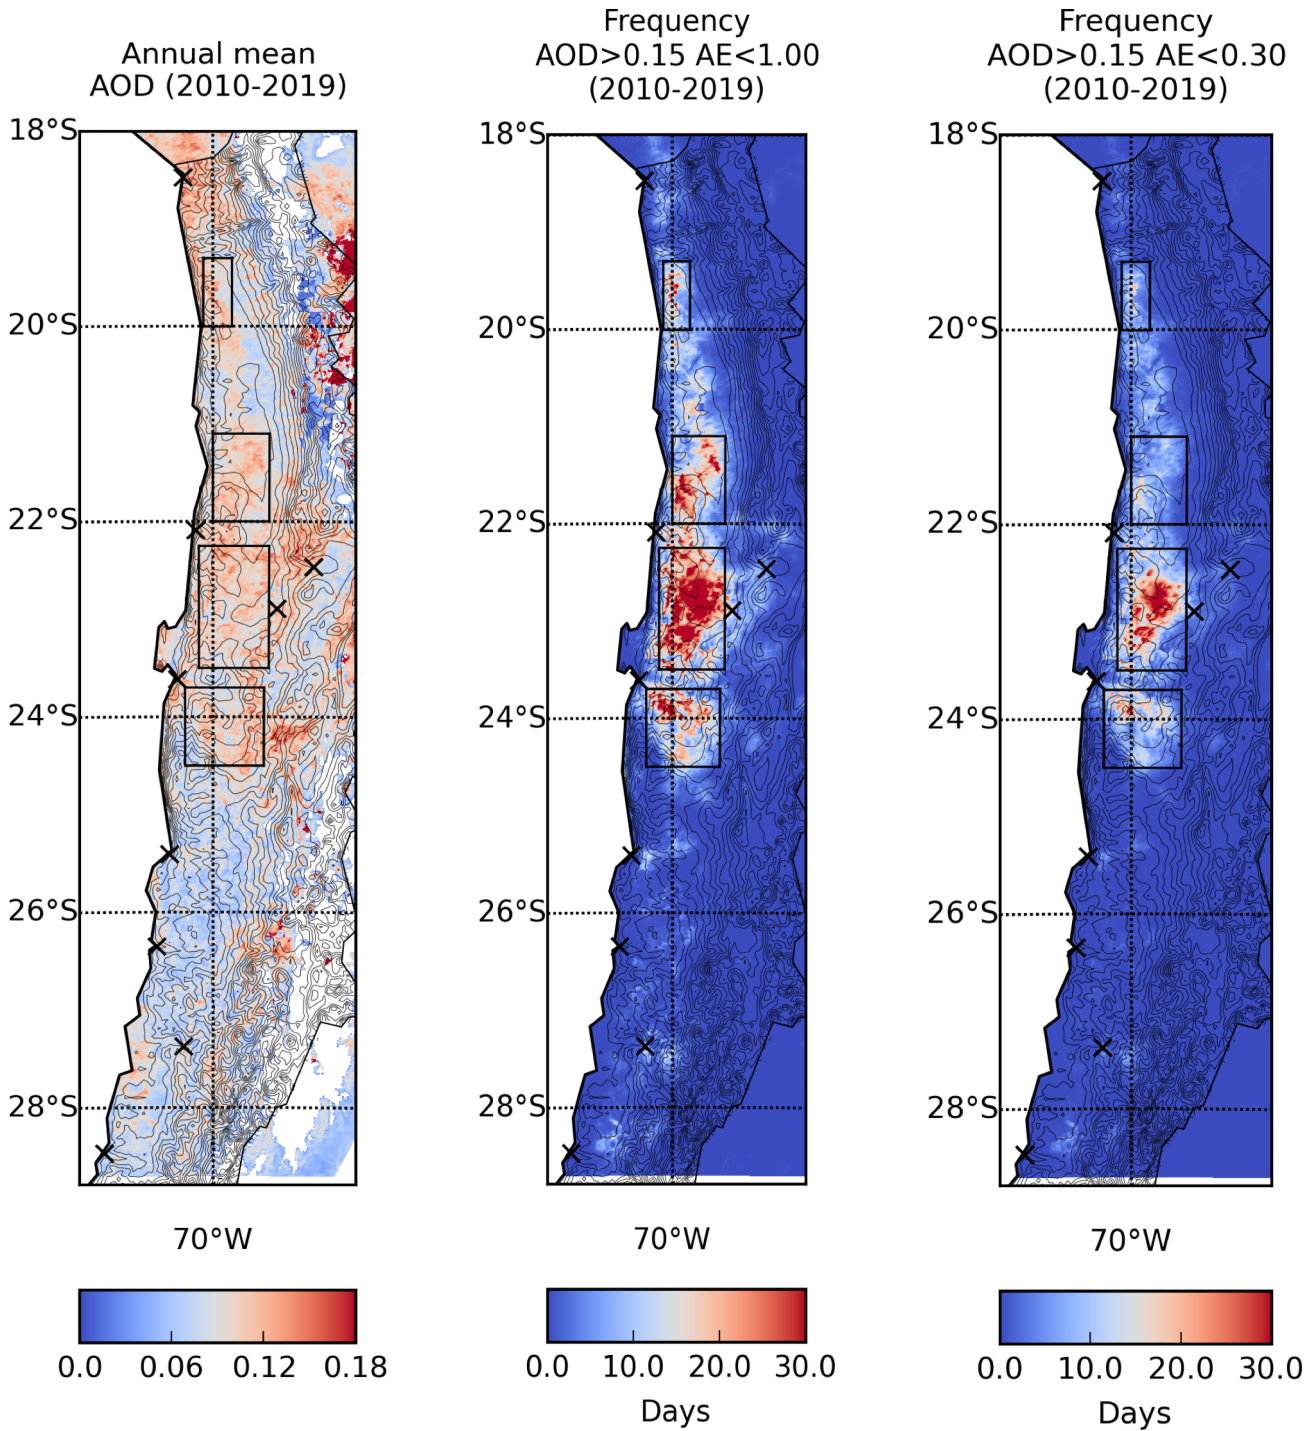 Annual mean
AOD (2010-2019)
18°S
20°S
22°S
24°S
26°S
28°S
70°W
0.0 0.06 0.12 0.18
Frequency
AOD>0.15 AE<1.00
(2010-2019)
18°S
20°S
22°S
24°S
26°S
28°S
70°W
0.0 10.0 20.0 30.0
Days
Frequency
AOD>0.15 AE<0.30
(2010-2019)
18°S
20°S
22°S
24°S
26°S
28°S
70°W
0.0 10.0 20.0 30.0
Days